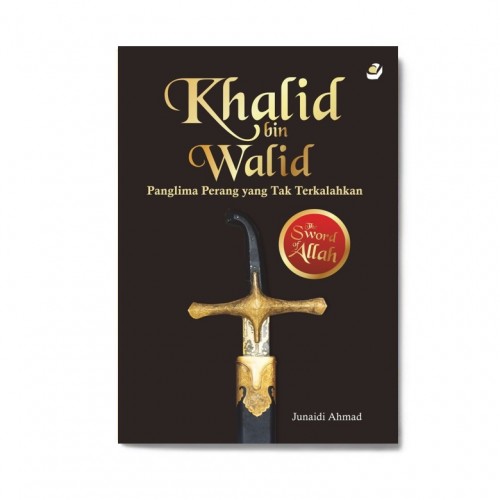 Khalid
bin
Walid
Panglima Perang yang Tak Terkalahkan
The
Sword
of
Allah
Junaidi Ahmad